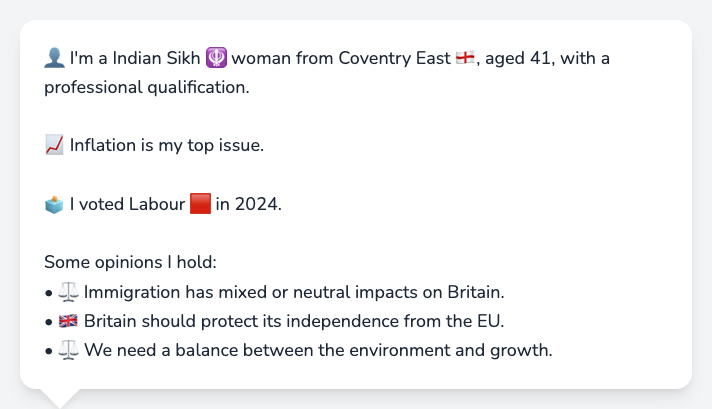 👤 I'm a Indian Sikh 🪯 woman from Coventry East 🏴󠁧󠁢󠁥󠁮󠁧󠁿, aged 41, with a
professional qualification.
📈 Inflation is my top issue.
🗳️ I voted Labour 🟥 in 2024.
Some opinions I hold:
• ⚖️ Immigration has mixed or neutral impacts on Britain.
• 🇬🇧 Britain should protect its independence from the EU.
• ⚖️ We need a balance between the environment and growth.